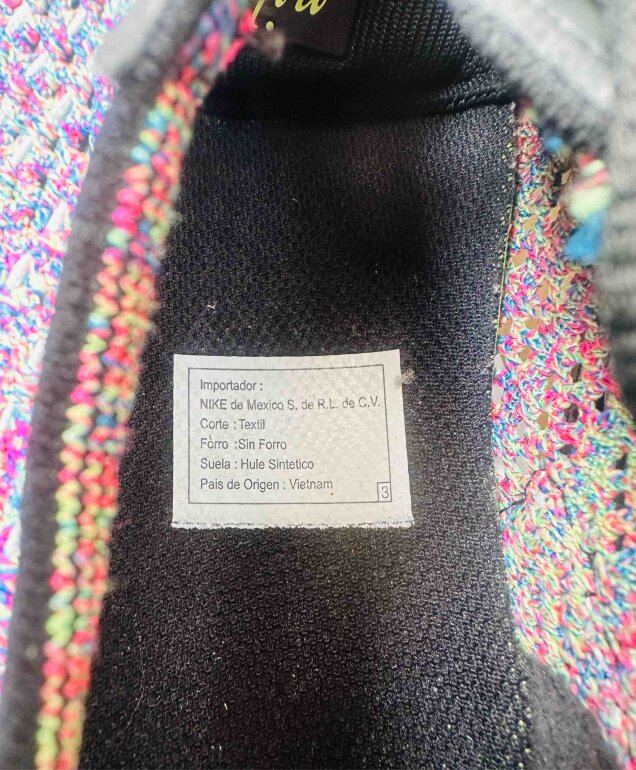 Importador :
NIKE de Mexico S. de R.L. de C.V.
Corte : Textil
Forro : Sin Forro
Suela : Hule Sintetico
Pais de Origen : Vietnam
3